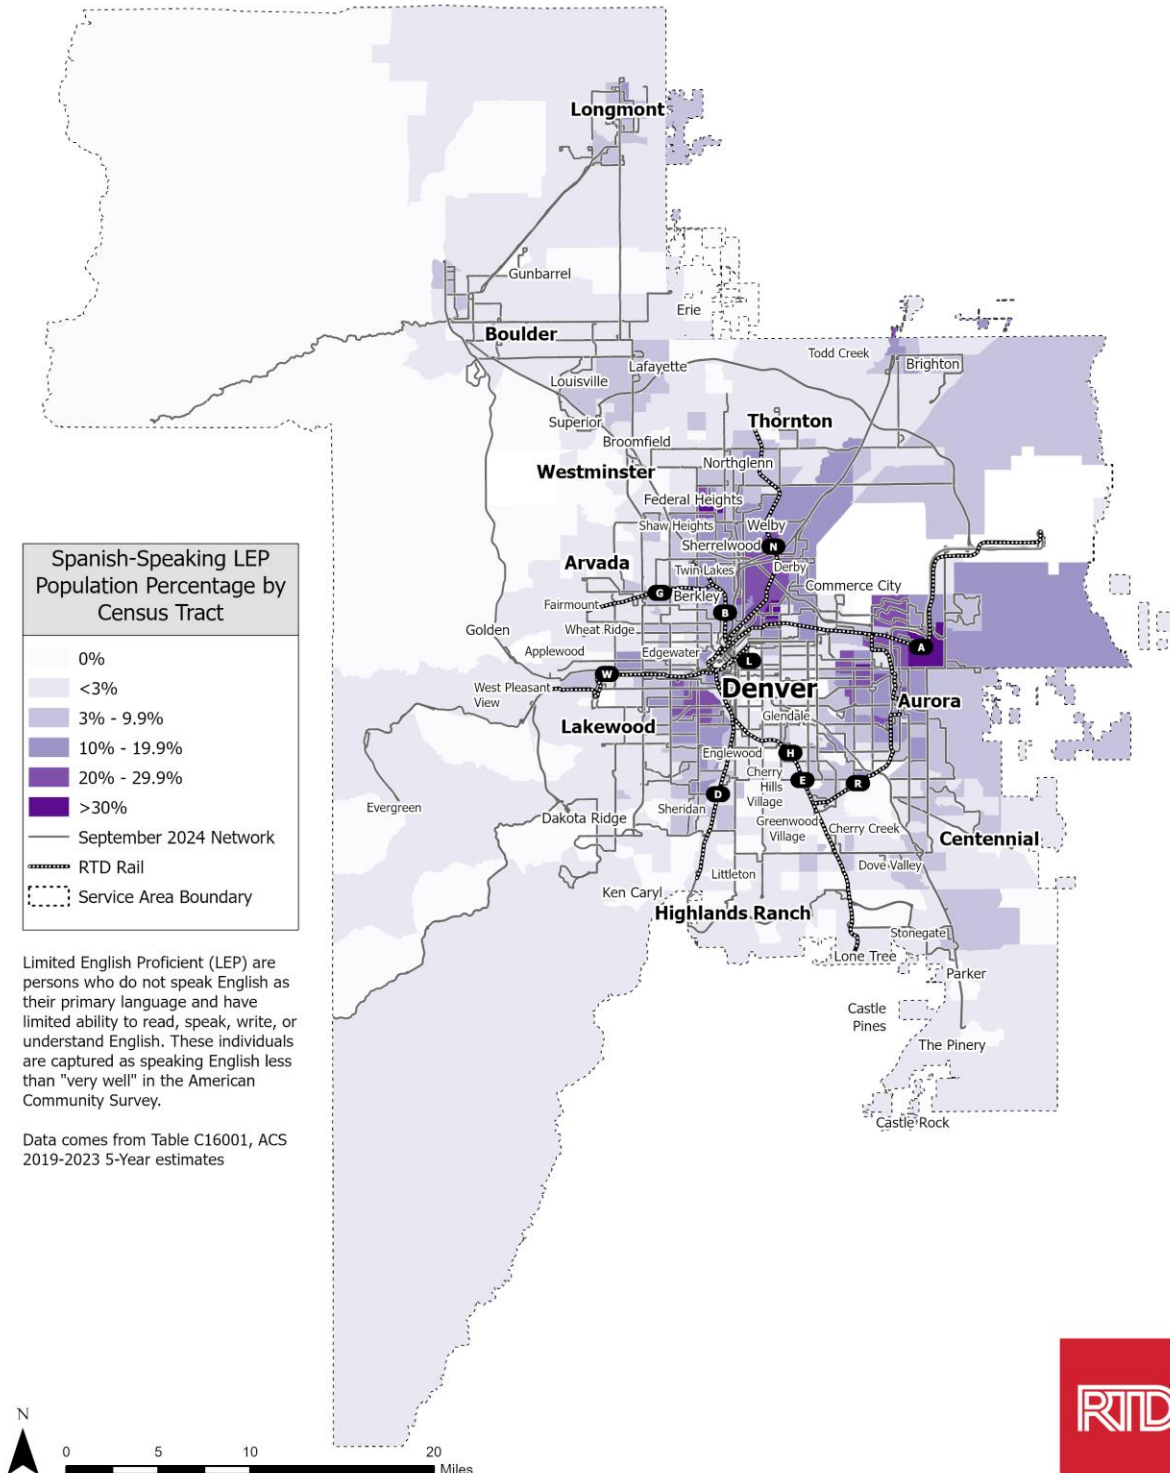 Longmont
Gunbarrel
Erie
Boulder
Todd Creek
Brighton
Lafayette
Louisville
Superior
Thornton
Broomfield
Northglenn
Westminster
Federal Heights
Shaw Heights
Welby
Sherrelwood
N
Arvada
Twin Lakes
Derby
Commerce City
G
Berkley
Fairmount
B
Wheat Ridge
Golden
Applewood
Edgewater
A
L
W
West Pleasant
View
Denver
Aurora
Lakewood
Glendale
Englewood
H
Cherry
Hills
Village
E
R
D
Sheridan
Evergreen
Dakota Ridge
Greenwood
Village
Cherry Creek
Centennial
Dove Valley
Littleton
Ken Caryl
Highlands Ranch
Stonegate
Lone Tree
Parker
Castle
Pines
The Pinery
Castle Rock
Spanish-Speaking LEP
Population Percentage by
Census Tract
0%
<3%
3% - 9.9%
10% - 19.9%
20% - 29.9%
>30%
September 2024 Network
RTD Rail
Service Area Boundary
Limited English Proficient (LEP) are
persons who do not speak English as
their primary language and have
limited ability to read, speak, write, or
understand English. These individuals
are captured as speaking English less
than "very well" in the American
Community Survey.
Data comes from Table C16001, ACS
2019-2023 5-Year estimates
N
0 5 10 20
Miles
RTD